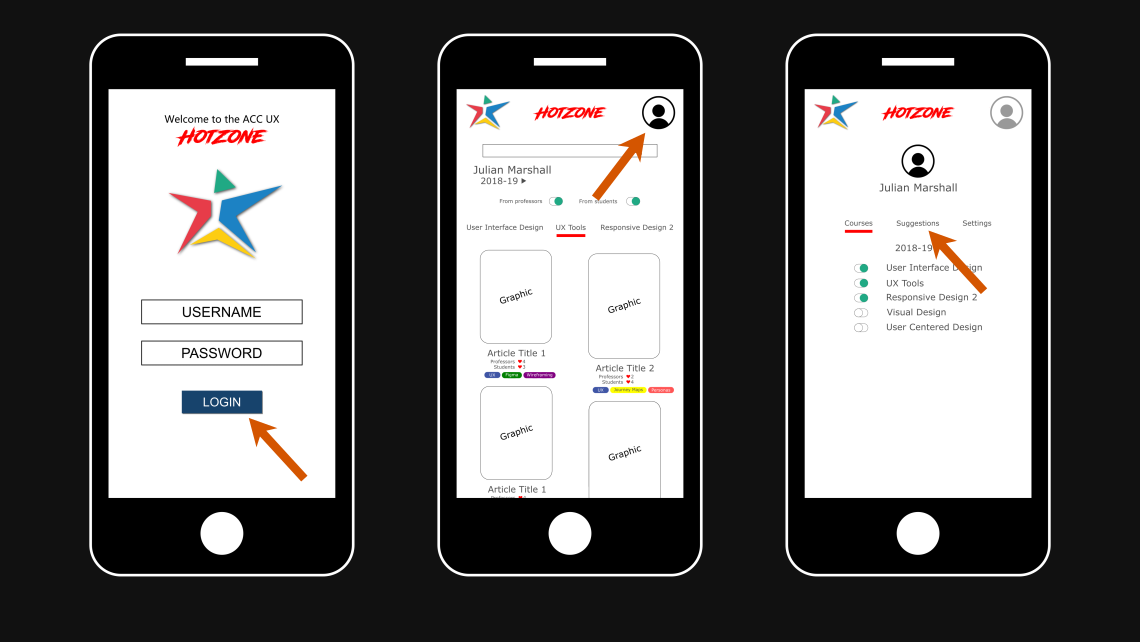 Welcome to the ACC UX
HOTZONE
USERNAME
PASSWORD
LOGIN
HOTZONE
Julian Marshall
2018-19
From professors
From students
User Interface Design UX Tools Responsive Design 2
Graphic
Article Title 1
Professors 4
Students 3
UX Figma Wireframing
Graphic
Article Title 2
Professors 2
Students 4
UX Journey Maps Personas
Graphic
Article Title 1
Graphic
HOTZONE
Julian Marshall
Courses Suggestions Settings
2018-19
User Interface Design
UX Tools
Responsive Design 2
Visual Design
User Centered Design